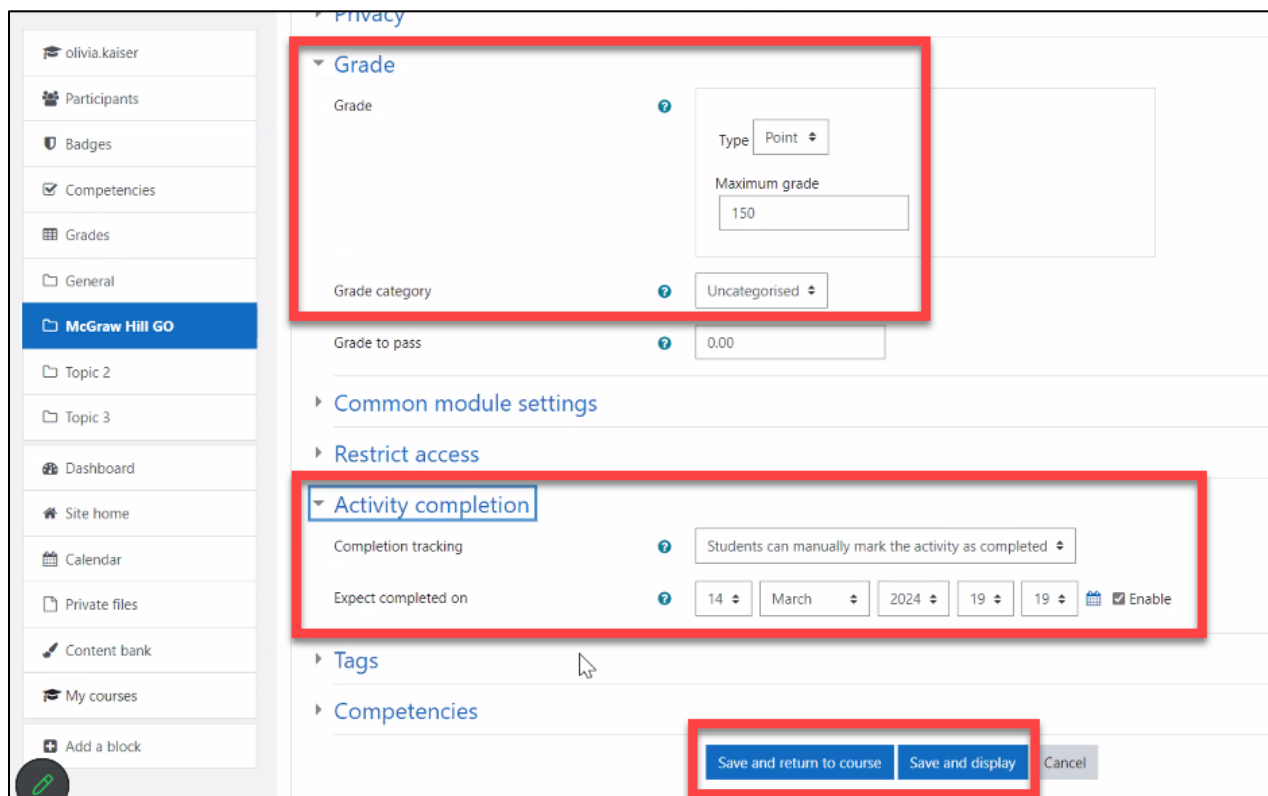 Privacy
olivia.kaiser
Participants
Badges
Competencies
Grades
General
McGraw Hill GO
Topic 2
Topic 3
Dashboard
Site home
Calendar
Private files
Content bank
My courses
Add a block
Grade
Grade
Type Point
Maximum grade
150
Grade category Uncategorised
Grade to pass 0.00
Common module settings
Restrict access
Activity completion
Completion tracking Students can manually mark the activity as completed
Expect completed on 14 March 2024 19 19 Enable
Tags
Competencies
Save and return to course Save and display Cancel